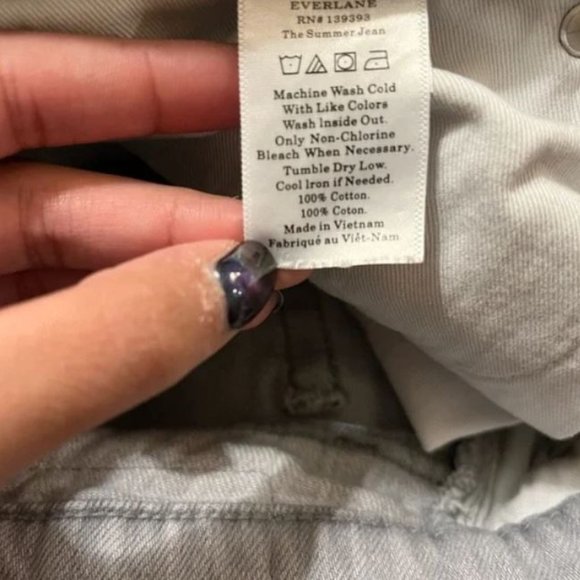 EVERLANE
RN# 139393
The Summer Jean
Machine Wash Cold
With Like Colors
Wash Inside Out.
Only Non-Chlorine
Bleach When Necessary.
Tumble Dry Low.
Cool Iron if Needed.
100% Cotton.
100% Coton.
Made in Vietnam
Fabriqué au Viêt-Nam